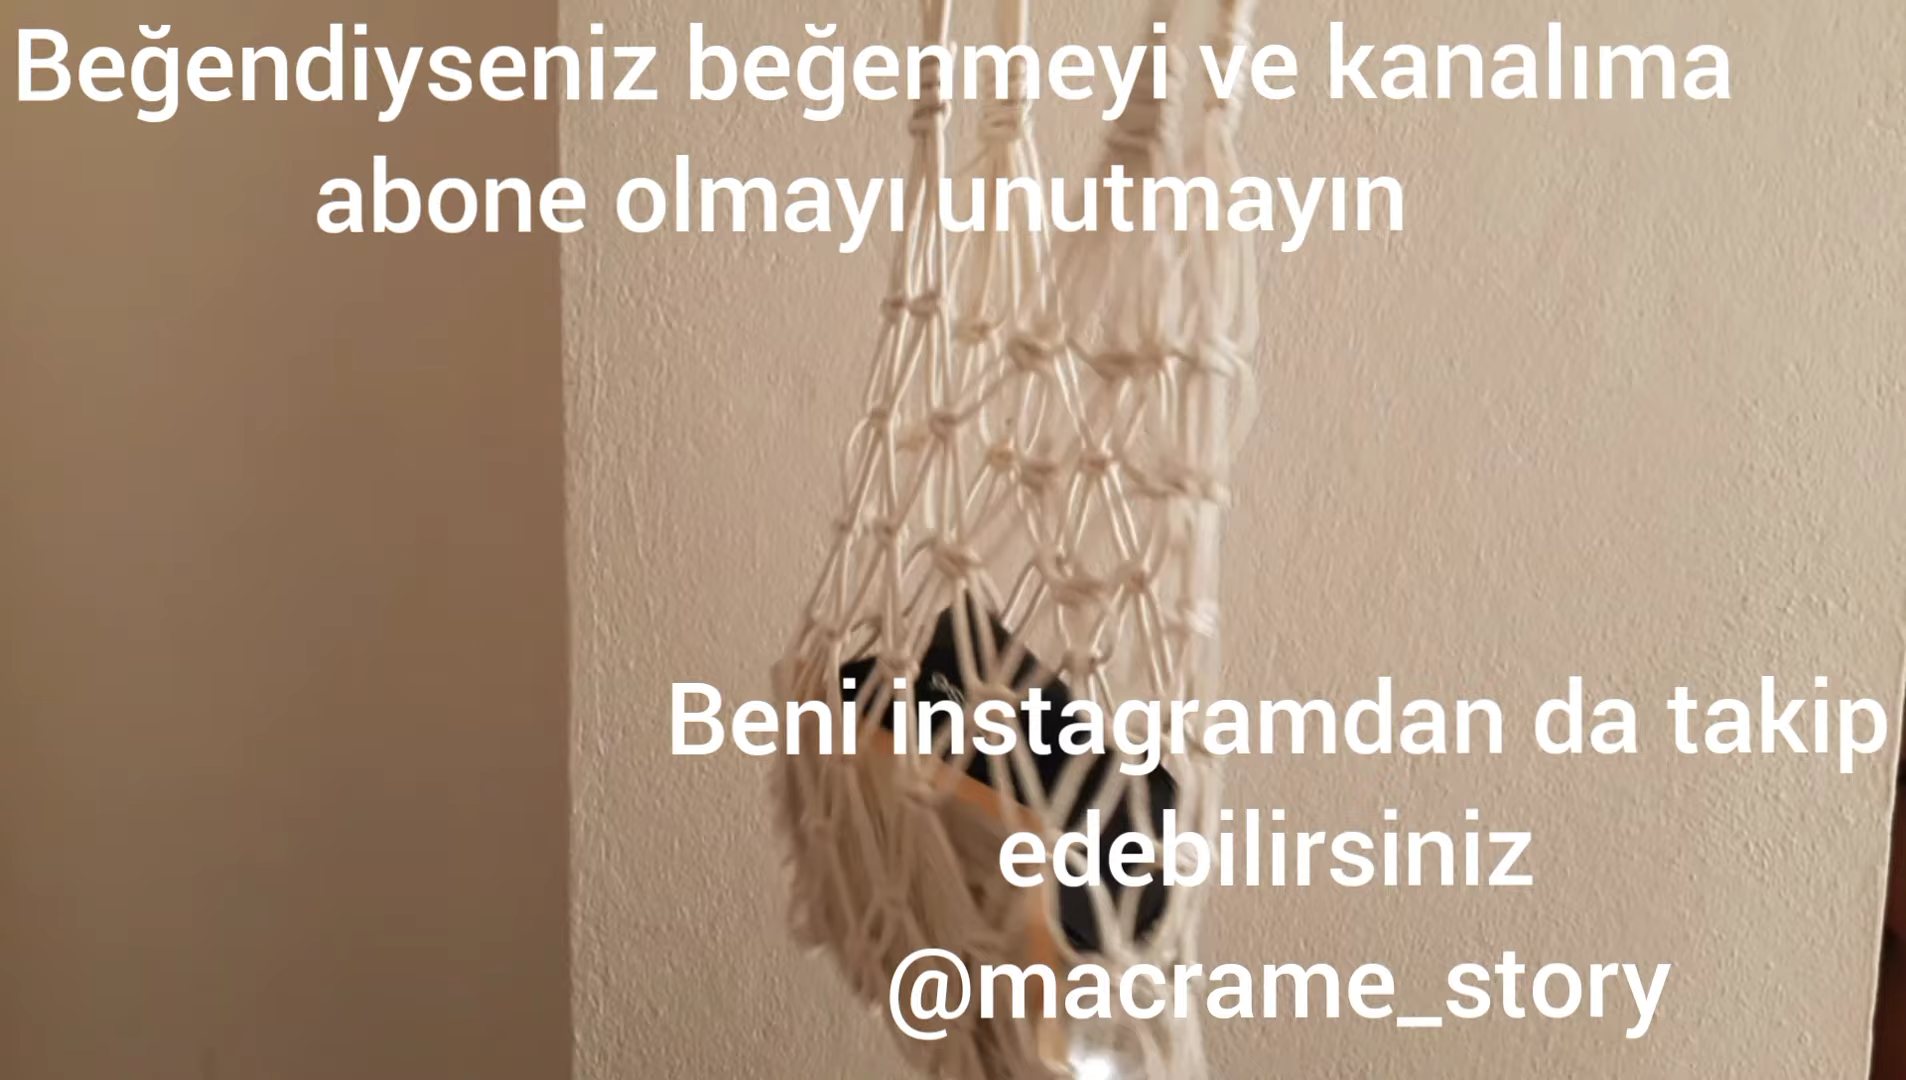 Beğendiyseniz beğenmeyi ve kanalıma
abone olmayı unutmayın
Beni instagramdan da takip
edebilirsiniz
@macrame_story